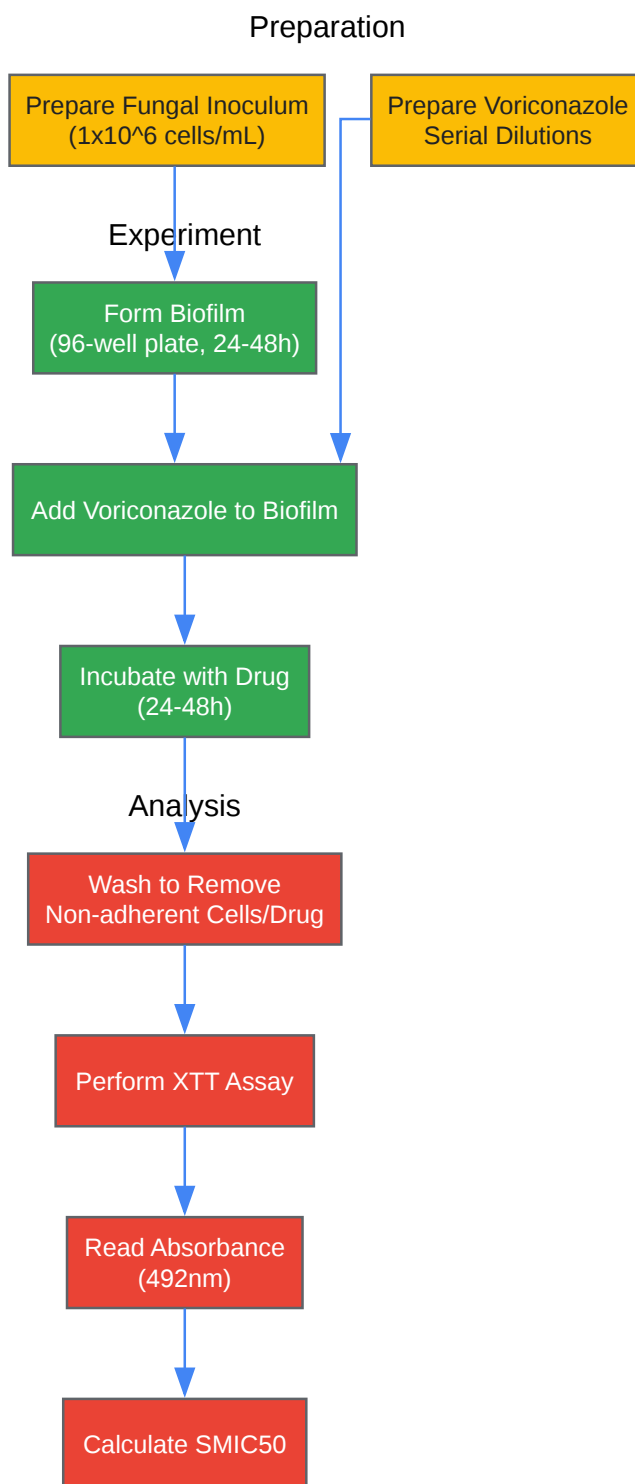 Preparation
Prepare Fungal Inoculum
(1x10^6 cells/mL)
Prepare Voriconazole
Serial Dilutions
Experiment
Form Biofilm
(96-well plate, 24-48h)
Add Voriconazole to Biofilm
Incubate with Drug
(24-48h)
Analysis
Wash to Remove
Non-adherent Cells/Drug
Perform XTT Assay
Read Absorbance
(492nm)
Calculate SMIC50